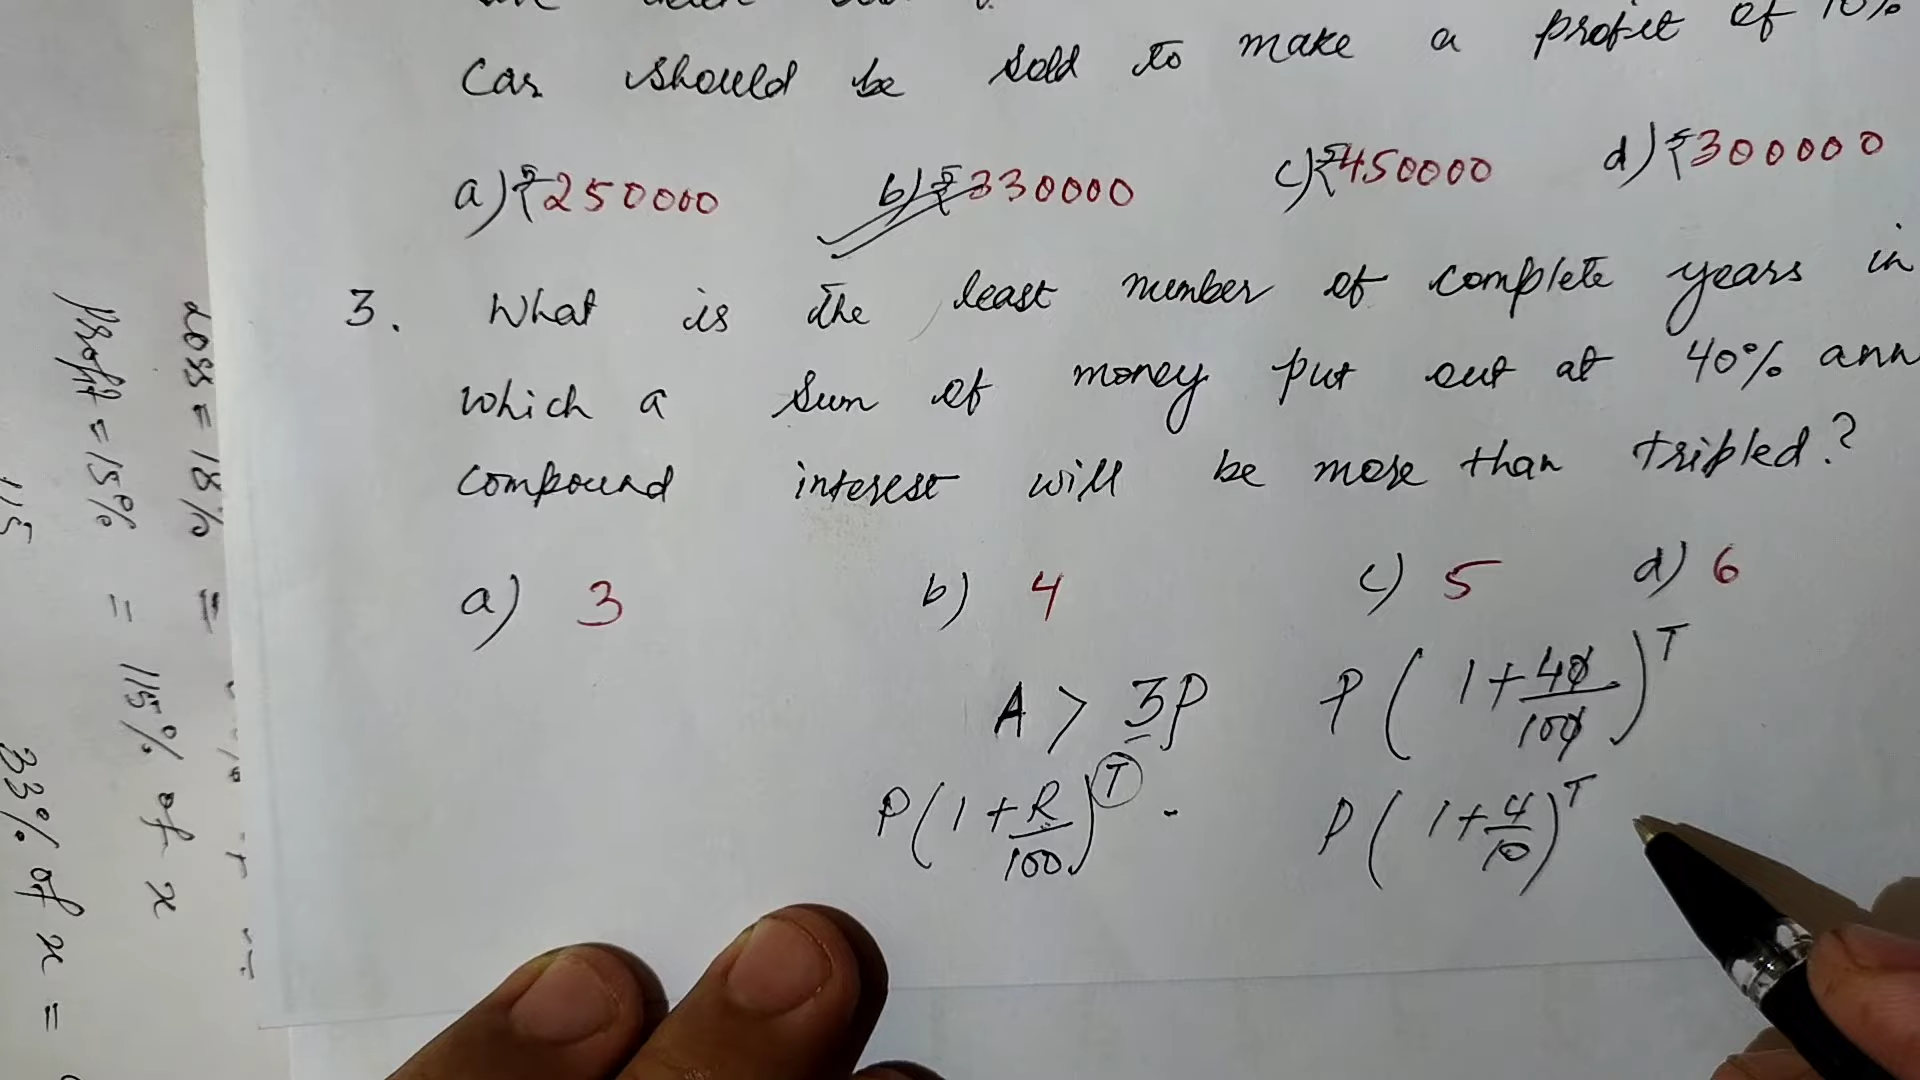 Car should be sold to make a profit of 10%
a) ₹250000 b) ₹330000 c) ₹450000 d) ₹300000
3. What is the least number of complete years in
which a sum of money put out at 40% ann
compound interest will be more than tripled?
a) 3 b) 4 c) 5 d) 6
A > 3P P(1+40/100)^T
P(1+R/100)^T P(1+4/10)^T
Loss = 18% =
Profit = 15% = 115% of x
115
33% of x =